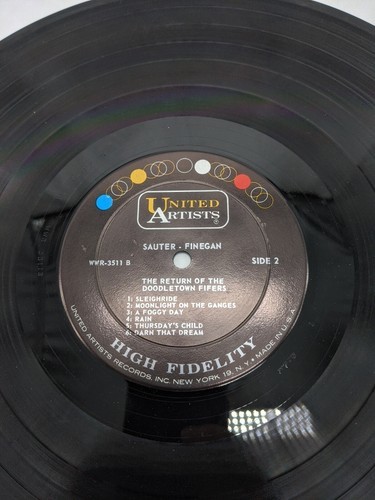 UNITED
ARTISTS®
SAUTER - FINEGAN
WWR-3511 B
SIDE 2
THE RETURN OF THE
DOODLETOWN FIFERS
1: SLEIGHRIDE
2: MOONLIGHT ON THE GANGES
3: A FOGGY DAY
4: RAIN
5: THURSDAY'S CHILD
6: DARN THAT DREAM
HIGH FIDELITY
UNITED ARTISTS RECORDS, INC. NEW YORK 19, N.Y. • MADE IN U.S.A.